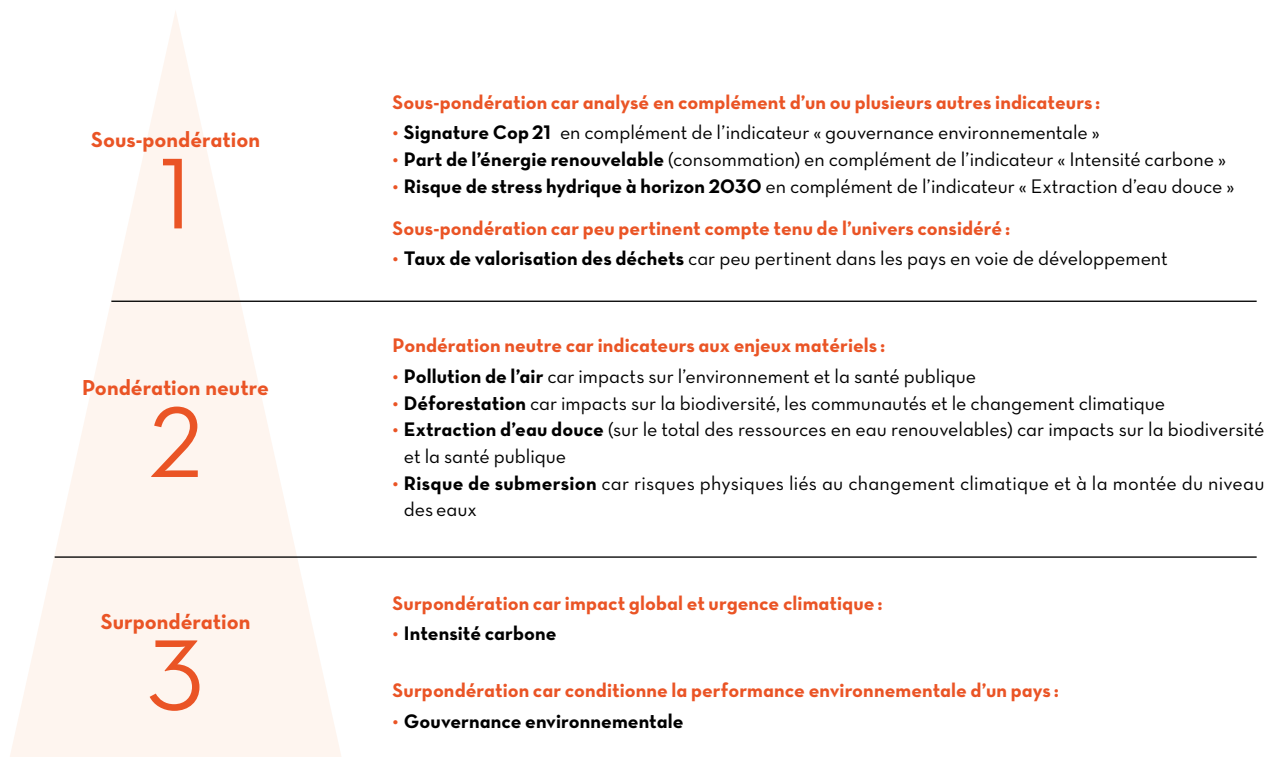 Sous-pondération
1
Sous-pondération car analysé en complément d'un ou plusieurs autres indicateurs :
• Signature Cop 21 en complément de l'indicateur « gouvernance environnementale »
• Part de l'énergie renouvelable (consommation) en complément de l'indicateur « Intensité carbone »
• Risque de stress hydrique à horizon 2030 en complément de l'indicateur « Extraction d'eau douce »
Sous-pondération car peu pertinent compte tenu de l'univers considéré :
• Taux de valorisation des déchets car peu pertinent dans les pays en voie de développement
Pondération neutre
2
Pondération neutre car indicateurs aux enjeux matériels :
• Pollution de l'air car impacts sur l'environnement et la santé publique
• Déforestation car impacts sur la biodiversité, les communautés et le changement climatique
• Extraction d'eau douce (sur le total des ressources en eau renouvelables) car impacts sur la biodiversité
et la santé publique
• Risque de submersion car risques physiques liés au changement climatique et à la montée du niveau
des eaux
Surpondération
3
Surpondération car impact global et urgence climatique :
• Intensité carbone
Surpondération car conditionne la performance environnementale d'un pays :
• Gouvernance environnementale